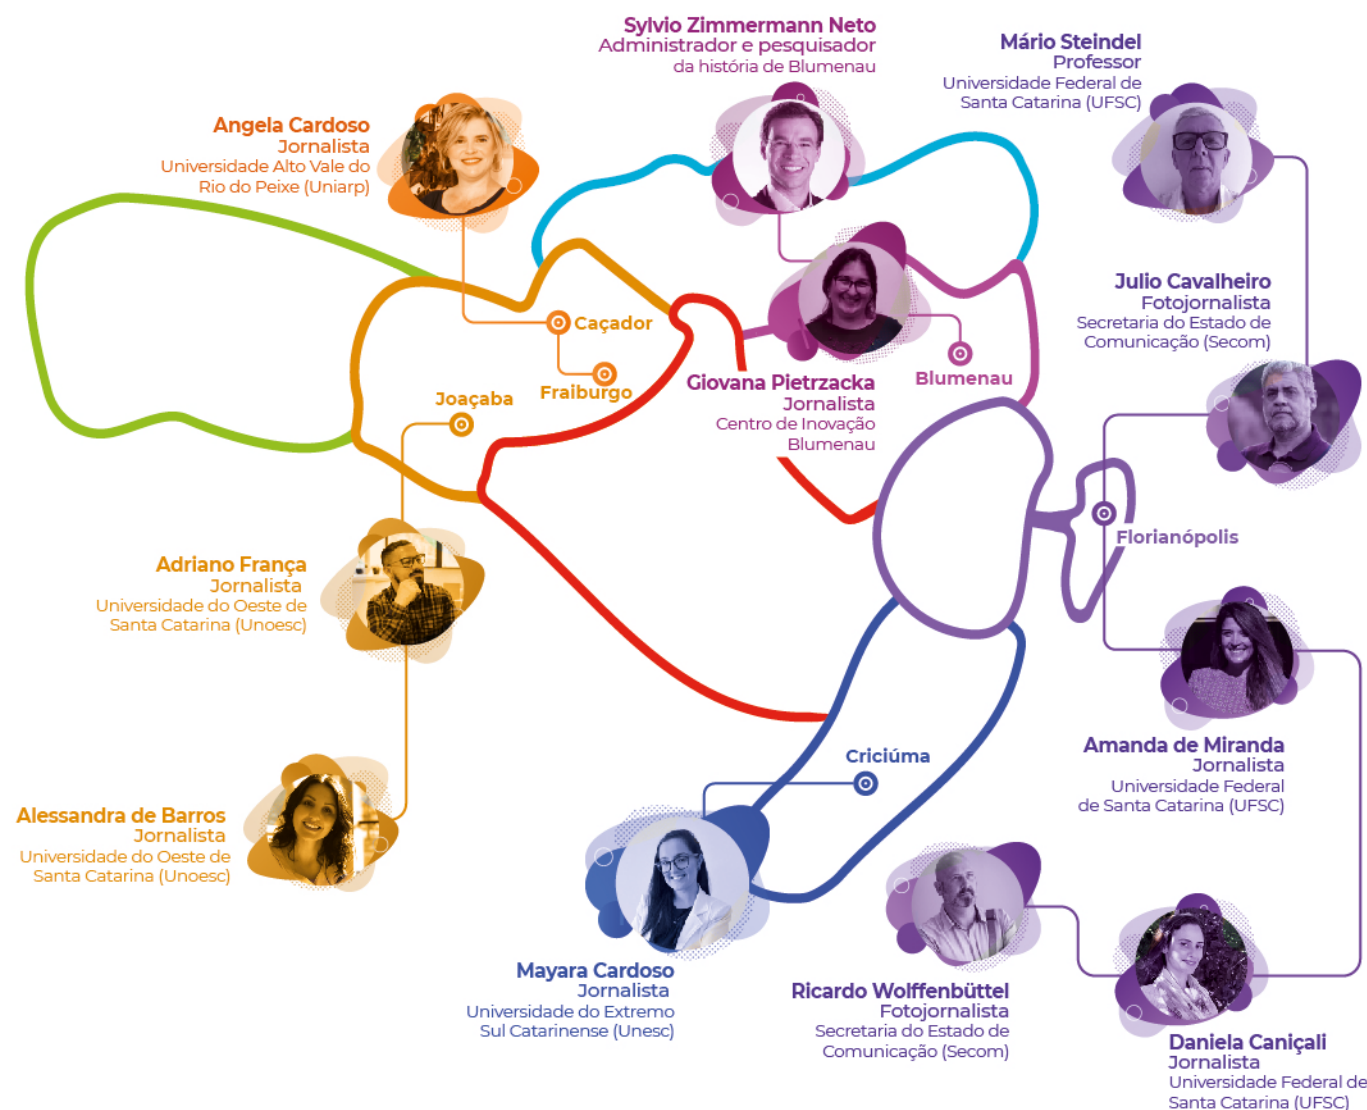 Sylvio Zimmermann Neto
Administrador e pesquisador
da história de Blumenau
Mário Steindel
Professor
Universidade Federal de
Santa Catarina (UFSC)
Angela Cardoso
Jornalista
Universidade Alto Vale do
Rio do Peixe (Uniarp)
Julio Cavalheiro
Fotojornalista
Secretaria do Estado de
Comunicação (Secom)
Caçador
Fraiburgo
Joaçaba
Blumenau
Giovana Pietrzacka
Jornalista
Centro de Inovação
Blumenau
Florianópolis
Adriano França
Jornalista
Universidade do Oeste de
Santa Catarina (Unoesc)
Amanda de Miranda
Jornalista
Universidade Federal
de Santa Catarina (UFSC)
Criciúma
Alessandra de Barros
Jornalista
Universidade do Oeste de
Santa Catarina (Unoesc)
Mayara Cardoso
Jornalista
Universidade do Extremo
Sul Catarinense (Unesc)
Ricardo Wolffenbüttel
Fotojornalista
Secretaria do Estado de
Comunicação (Secom)
Daniela Caniçali
Jornalista
Universidade Federal de
Santa Catarina (UFSC)